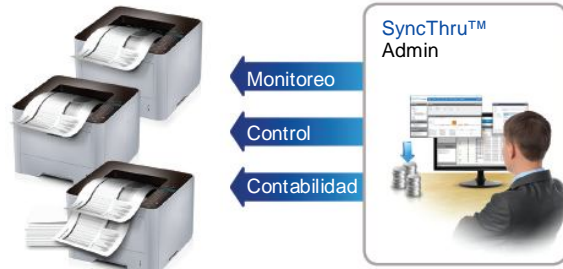 SyncThru™
Admin
Monitoreo
Control
Contabilidad